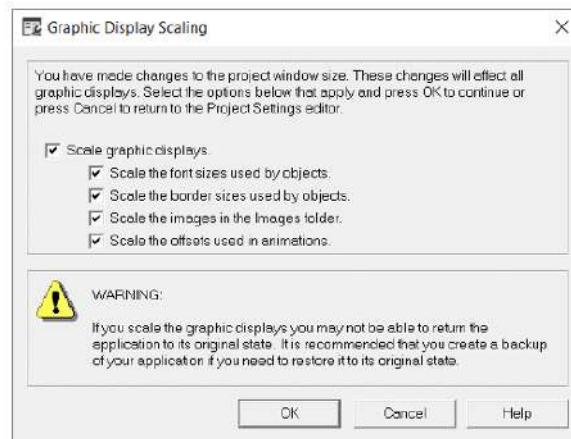 Graphic Display Scaling
You have made changes to the project window size. These changes will affect all
graphic displays. Select the options below that apply and press OK to continue or
press Cancel to return to the Project Settings editor.
Scale graphic displays.
Scale the font sizes used by objects.
Scale the border sizes used by objects.
Scale the images in the Images folder.
Scale the offsets used in animations.
WARNING:
If you scale the graphic displays you may not be able to return the
application to its original state. It is recommended that you create a backup
of your application if you need to restore it to its original state.
OK Cancel Help